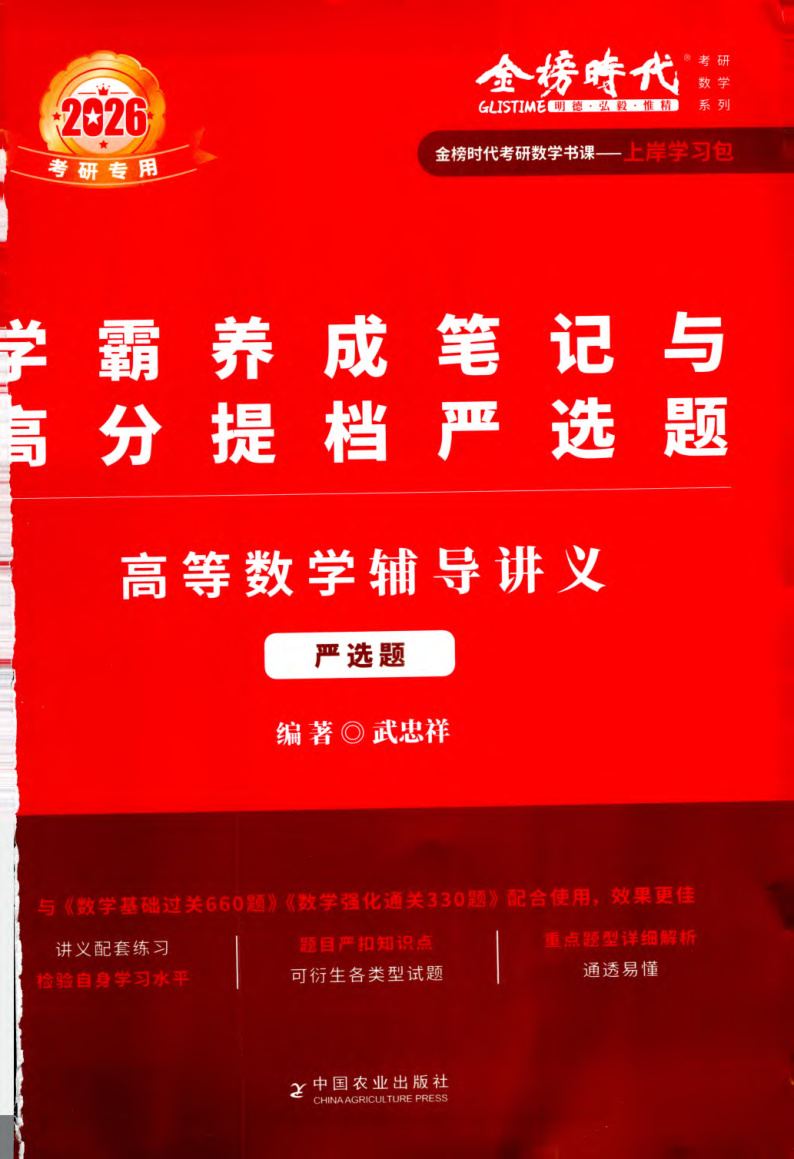 2026
考研专用
金榜时代®
GLISTIME 明德·弘毅·惟精
考研
数学
系列
金榜时代考研数学书课——上岸学习包
学霸养成笔记与
高分提档严选题
高等数学辅导讲义
严选题
编著◎武忠祥
与《数学基础过关660题》《数学强化通关330题》配合使用，效果更佳
讲义配套练习
检验自身学习水平
题目严扣知识点
可衍生各类型试题
重点题型详细解析
通透易懂
中国农业出版社
CHINA AGRICULTURE PRESS